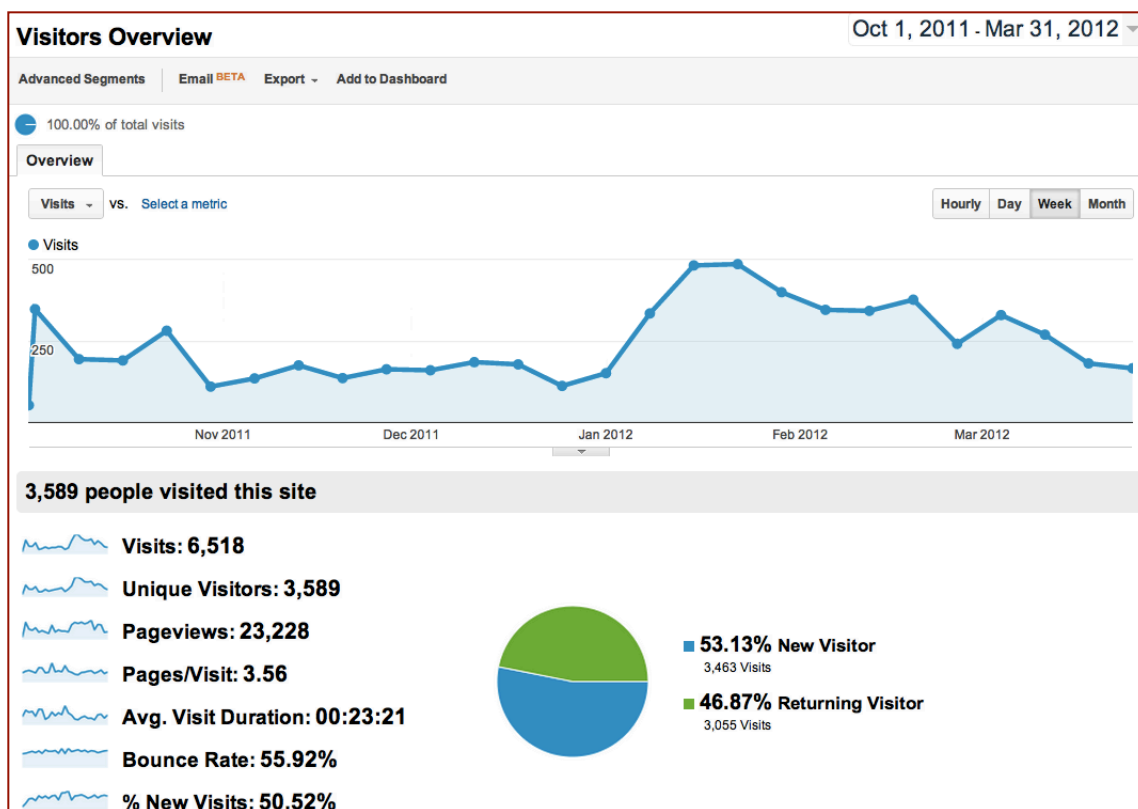 Visitors Overview
Oct 1, 2011 - Mar 31, 2012
Advanced Segments Email BETA Export Add to Dashboard
100.00% of total visits
Overview
Visits vs. Select a metric
Hourly Day Week Month
Visits
500
250
Nov 2011 Dec 2011 Jan 2012 Feb 2012 Mar 2012
3,589 people visited this site
Visits: 6,518
Unique Visitors: 3,589
Pageviews: 23,228
Pages/Visit: 3.56
Avg. Visit Duration: 00:23:21
Bounce Rate: 55.92%
% New Visits: 50.52%
53.13% New Visitor
3,463 Visits
46.87% Returning Visitor
3,055 Visits